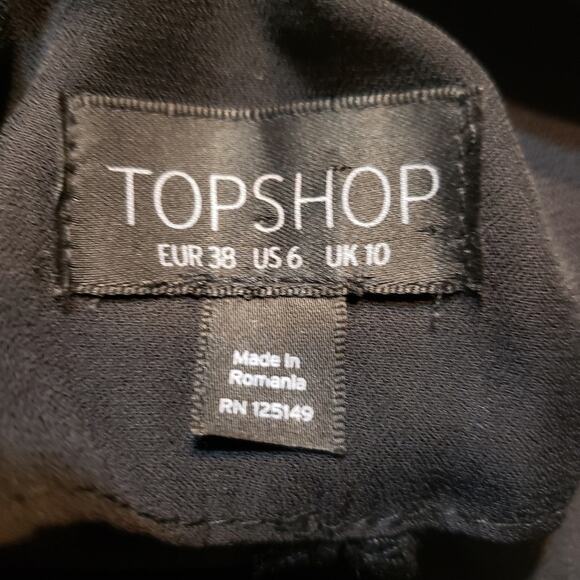 TOPSHOP
EUR 38 US 6 UK 10
Made In
Romania
RN 125149